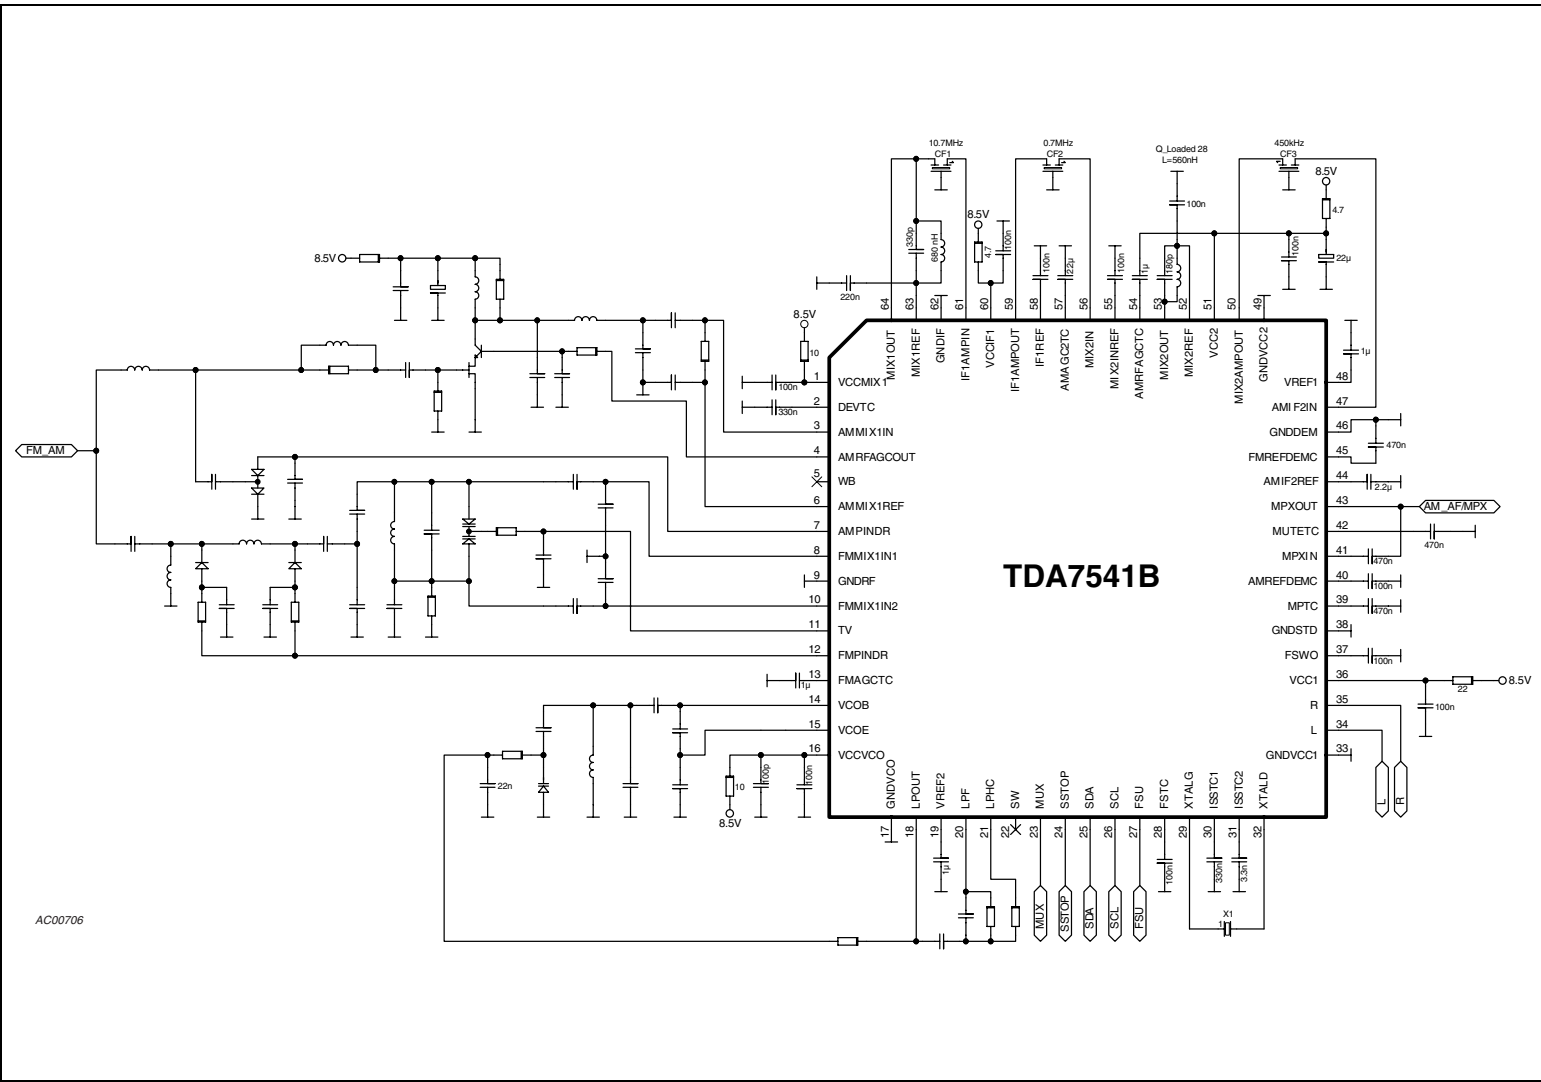 10.7MHz
CF1
0.7MHz
CF2
Q_Loaded 28
L=560nH
450kHz
CF3
8.5V
4.7
100n
8.5V
4.7
100n
330p
680 nH
220n
100n
2.2µ
100n
1µ
180p
100n
22µ
8.5V
8.5V
10
100n
330n
64
63
62
61
60
59
58
57
56
55
54
53
52
51
50
49
MIX1OUT
MIX1REF
GNDIF
IF1AMPIN
VCCIF1
IF1AMPOUT
IF1REF
AMAGC2TC
MIX2IN
MIX2INREF
AMRFAGCTC
MIX2OUT
MIX2REF
VCC2
MIX2AMPOUT
GNDVCC2
1µ
1 VCCMIX1
2 DEVTC
3 AMMIX1IN
4 AMRFAGCOUT
5 WB
6 AMMIX1REF
7 AMPINDR
8 FMMIX1IN1
9 GNDRF
10 FMMIX1IN2
11 TV
12 FMPINDR
13 FMAGCTC
14 VCOB
15 VCOE
16 VCCVCO
FM_AM
1µ
22n
10
8.5V
100p
100n
TDA7541B
VREF1 48
AMIF2IN 47
GNDDEM 46
FMREFDEMC 45
AMIF2REF 44
MPXOUT 43
MUTETC 42
MPXIN 41
AMREFDEMC 40
MPTC 39
GNDSTD 38
FSWO 37
VCC1 36
R 35
L 34
GNDVCC1 33
470n
2.2µ
AM_AF/MPX
470n
470n
100n
470n
100n
22
8.5V
100n
L
R
GNDVCO
LPOUT
VREF2
LPF
LPHC
SW
MUX
SSTOP
SDA
SCL
FSU
FSTC
XTALG
ISSTC1
ISSTC2
XTALD
17
18
19
20
21
22
23
24
25
26
27
28
29
30
31
32
1µ
100n
330n
3.3n
MUX
SSTOP
SDA
SCL
FSU
X1
1
AC00706